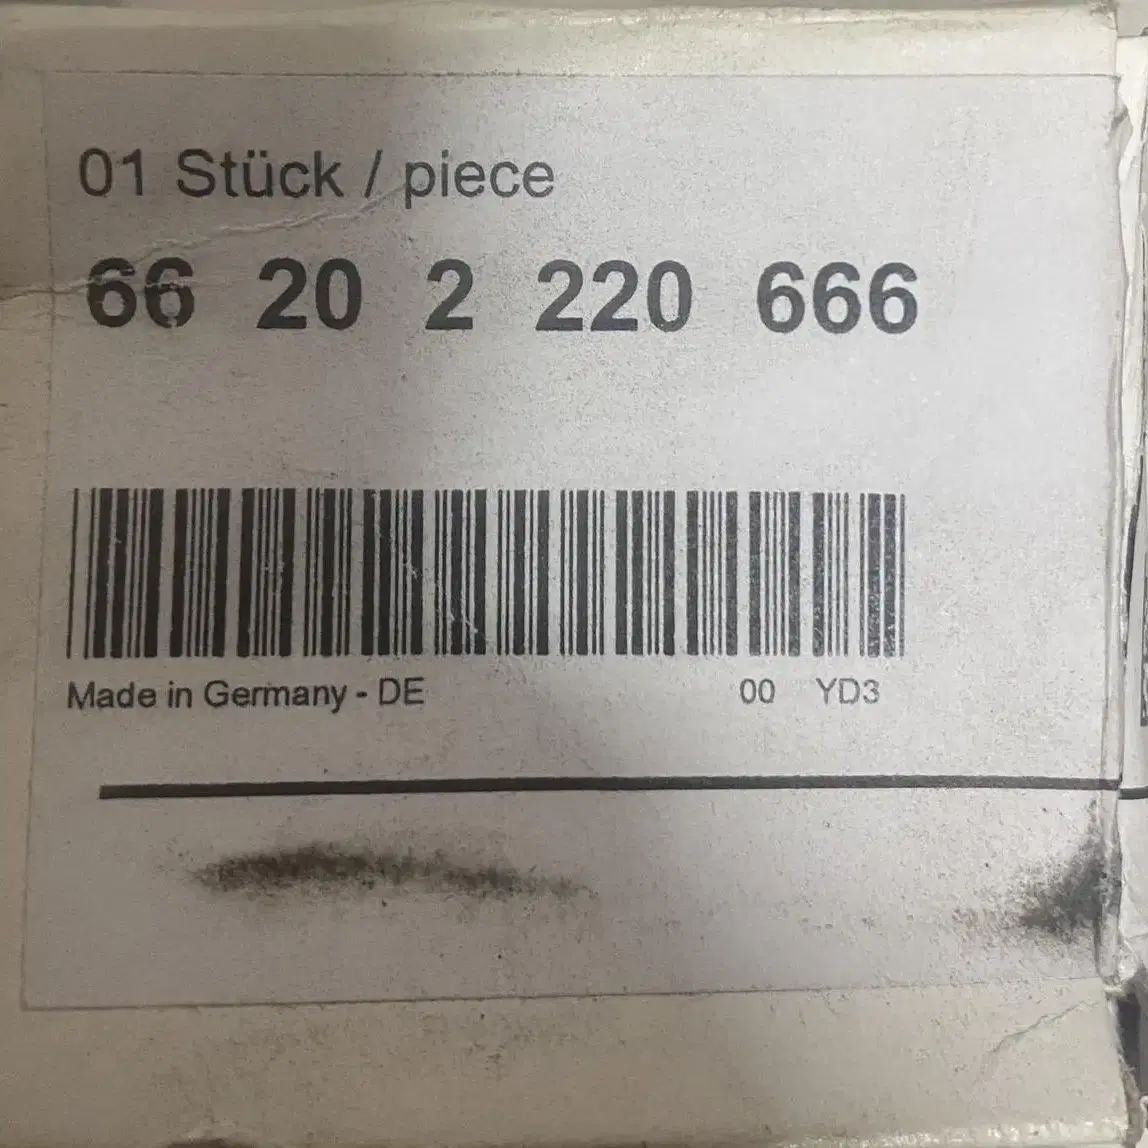 01 Stück / piece
66 20 2 220 666
Made in Germany - DE 00 YD3